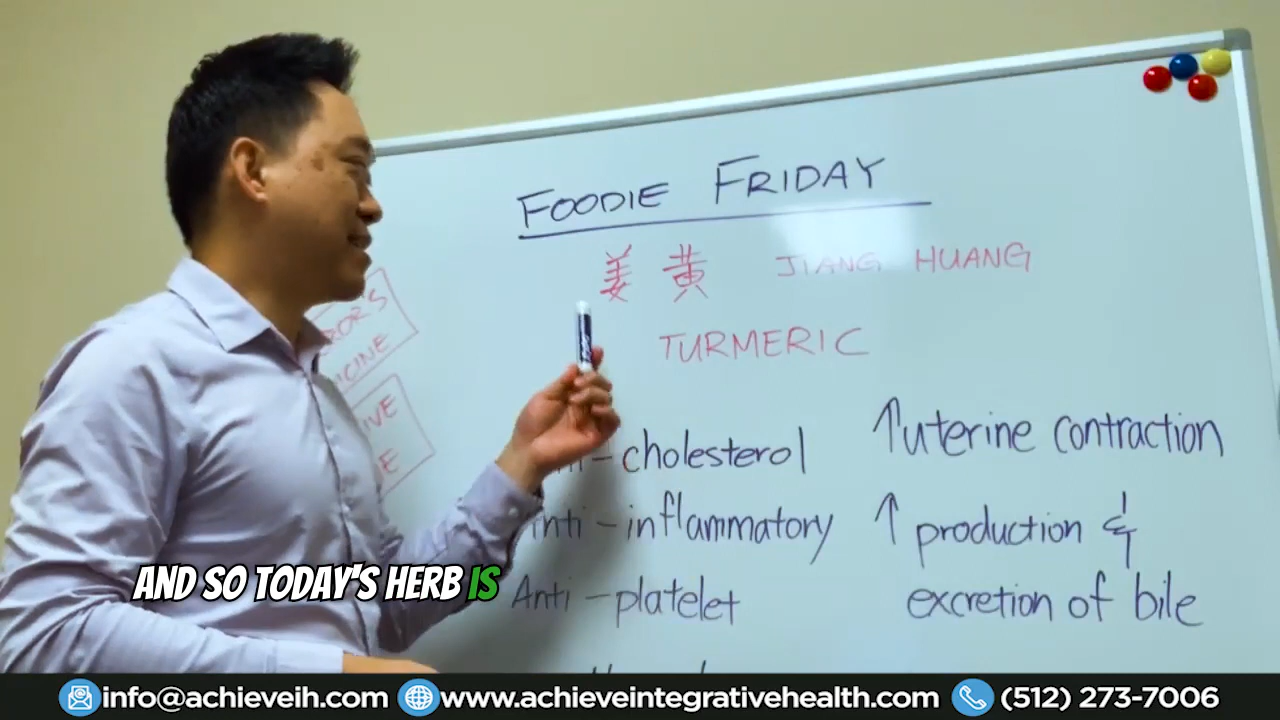 FOODIE FRIDAY
姜黄 JIANG HUANG
TURMERIC
-cholesterol
Anti-inflammatory
Anti-platelet
↑uterine contraction
↑ production &
excretion of bile
AND SO TODAY'S HERB IS
info@achieveih.com www.achieveintegrativehealth.com (512) 273-7006